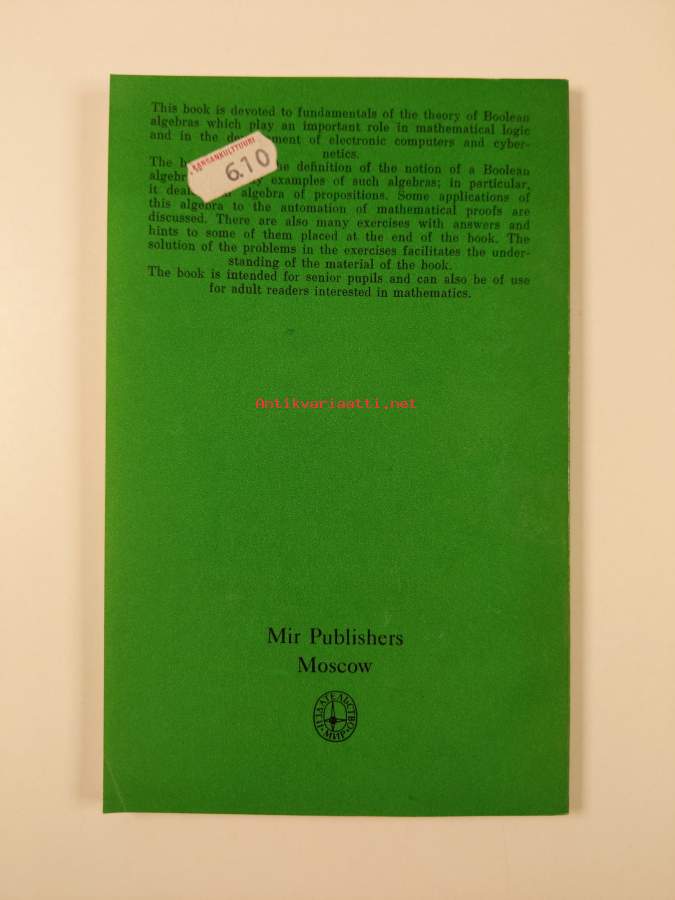 This book is devoted to fundamentals of the theory of Boolean
algebras which play an important role in mathematical logic
and in the ment of electronic computers and cyber-
KANSANKULTTUURI
6.10
netics.
The definition of the notion of a Boolean
examples of such algebras; in particular,
it algebra of propositions. Some applications of
this algebra to the automation of mathematical proofs are
discussed. There are also many exercises with answers and
hints to some of them placed at the end of the book. The
solution of the problems in the exercises facilitates the under-
standing of the material of the book.
The book is intended for senior pupils and can also be of use
for adult readers interested in mathematics.
Antikvariaatti.net
Mir Publishers
Moscow
ИЗДАТЕЛЬСТВО
МИР